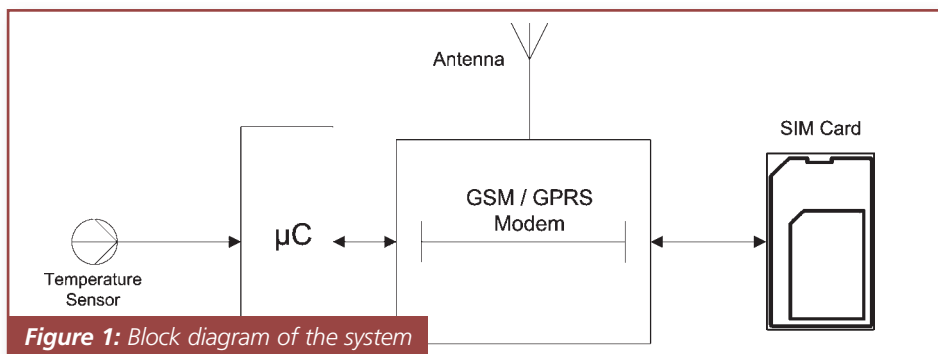 Antenna
SIM Card
GSM / GPRS
Modem
µC
Temperature
Sensor
Figure 1: Block diagram of the system